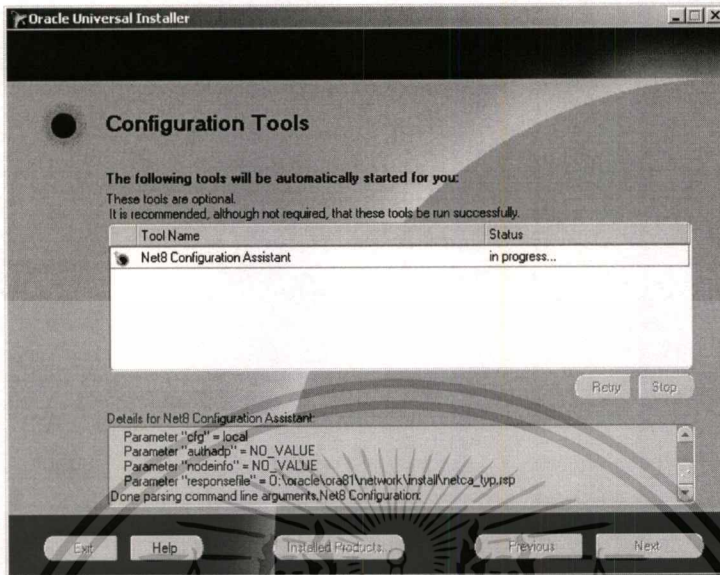 Oracle Universal Installer
Configuration Tools
The following tools will be automatically started for you:
These tools are optional.
It is recommended, although not required, that these tools be run successfully.
Tool Name Status
Net8 Configuration Assistant in progress...
Retry Stop
Details for Net8 Configuration Assistant:
Parameter "cfg" = local
Parameter "authadp" = NO_VALUE
Parameter "nodeinfo" = NO_VALUE
Parameter "responsefile" = O:\oracle\ora81\network\install\netca_typ.rsp
Done parsing command line arguments.Net8 Configuration:
Exit Help Installed Products... Previous Next